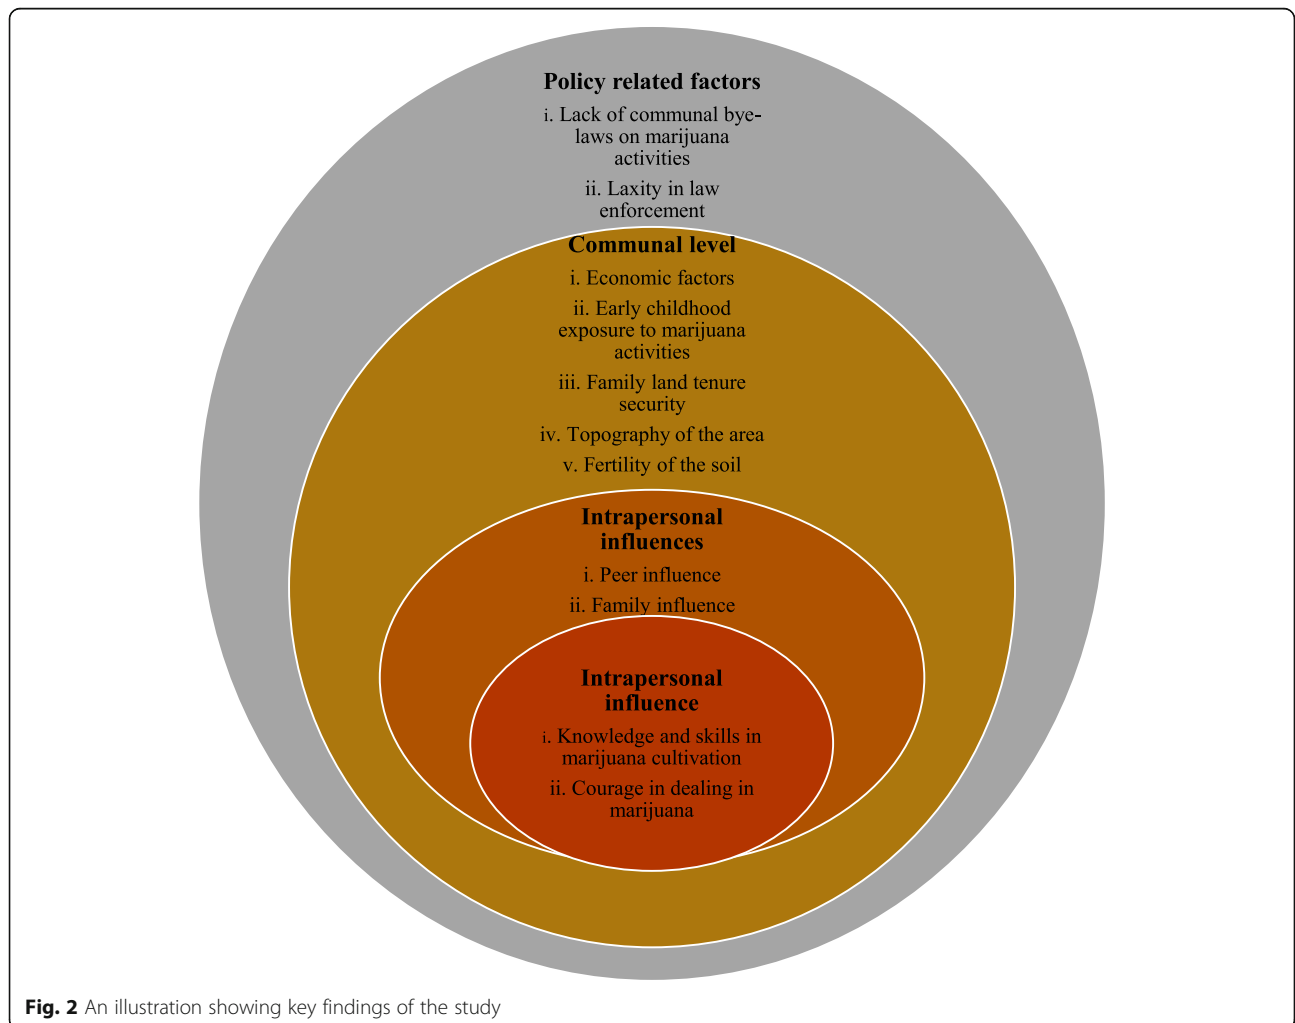 Policy related factors
i. Lack of communal bye-
laws on marijuana
activities
ii. Laxity in law
enforcement
Communal level
i. Economic factors
ii. Early childhood
exposure to marijuana
activities
iii. Family land tenure
security
iv. Topography of the area
v. Fertility of the soil
Intrapersonal
influences
i. Peer influence
ii. Family influence
Intrapersonal
influence
i. Knowledge and skills in
marijuana cultivation
ii. Courage in dealing in
marijuana
Fig. 2 An illustration showing key findings of the study